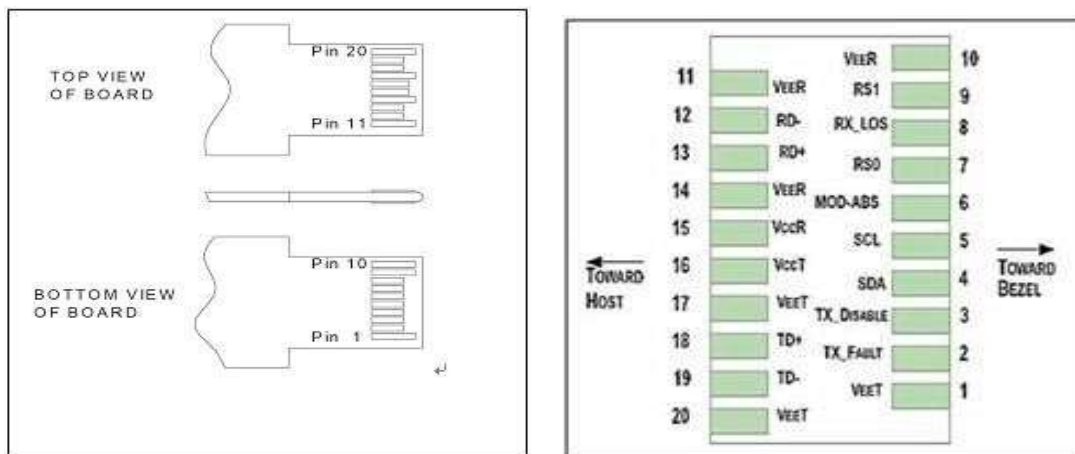 Pin 20
TOP VIEW
OF BOARD
Pin 11
Pin 10
BOTTOM VIEW
OF BOARD
Pin 1
11 VEER
12 RD-
13 RD+
14 VEER
15 VCCR
16 VCCT
17 VEET
18 TD+
19 TD-
20 VEET
VEER 10
RS1 9
RX_LOS 8
RS0 7
MOD-ABS 6
SCL 5
SDA 4
TX_DISABLE 3
TX_FAULT 2
VEET 1
TOWARD
HOST
TOWARD
BEZEL